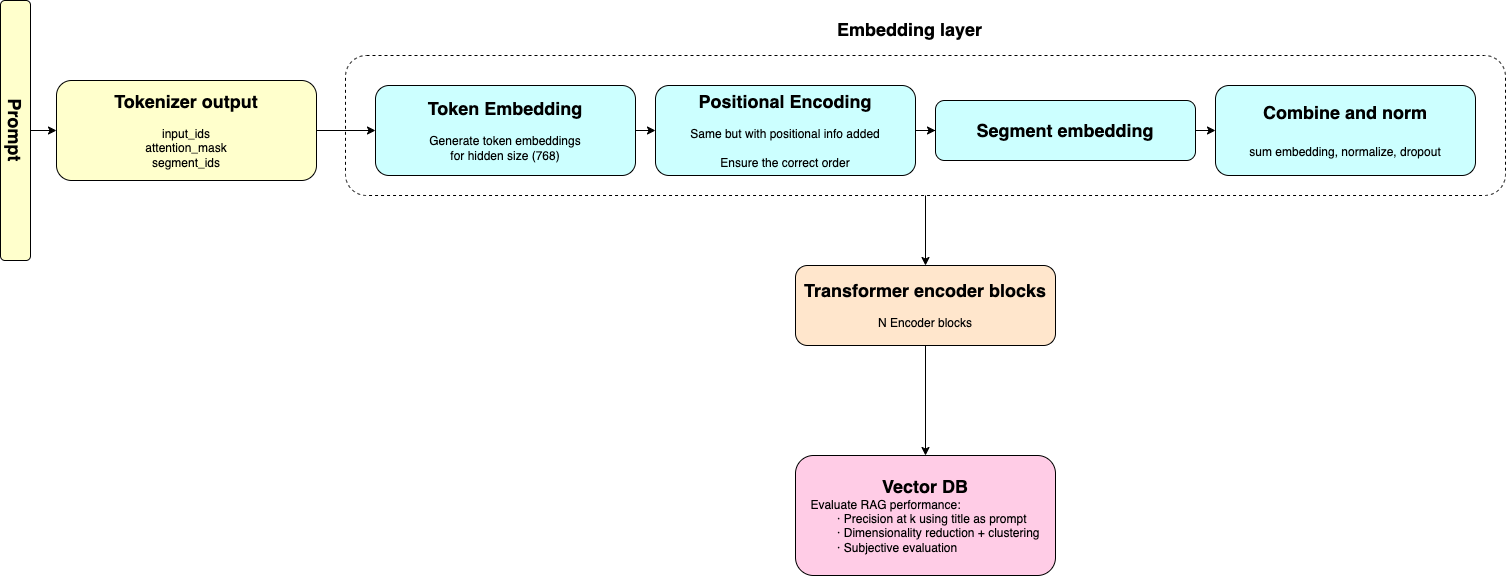 Embedding layer
Prompt
Tokenizer output
input_ids
attention_mask
segment_ids
Token Embedding
Generate token embeddings
for hidden size (768)
Positional Encoding
Same but with positional info added
Ensure the correct order
Segment embedding
Combine and norm
sum embedding, normalize, dropout
Transformer encoder blocks
N Encoder blocks
Vector DB
Evaluate RAG performance:
· Precision at k using title as prompt
· Dimensionality reduction + clustering
· Subjective evaluation